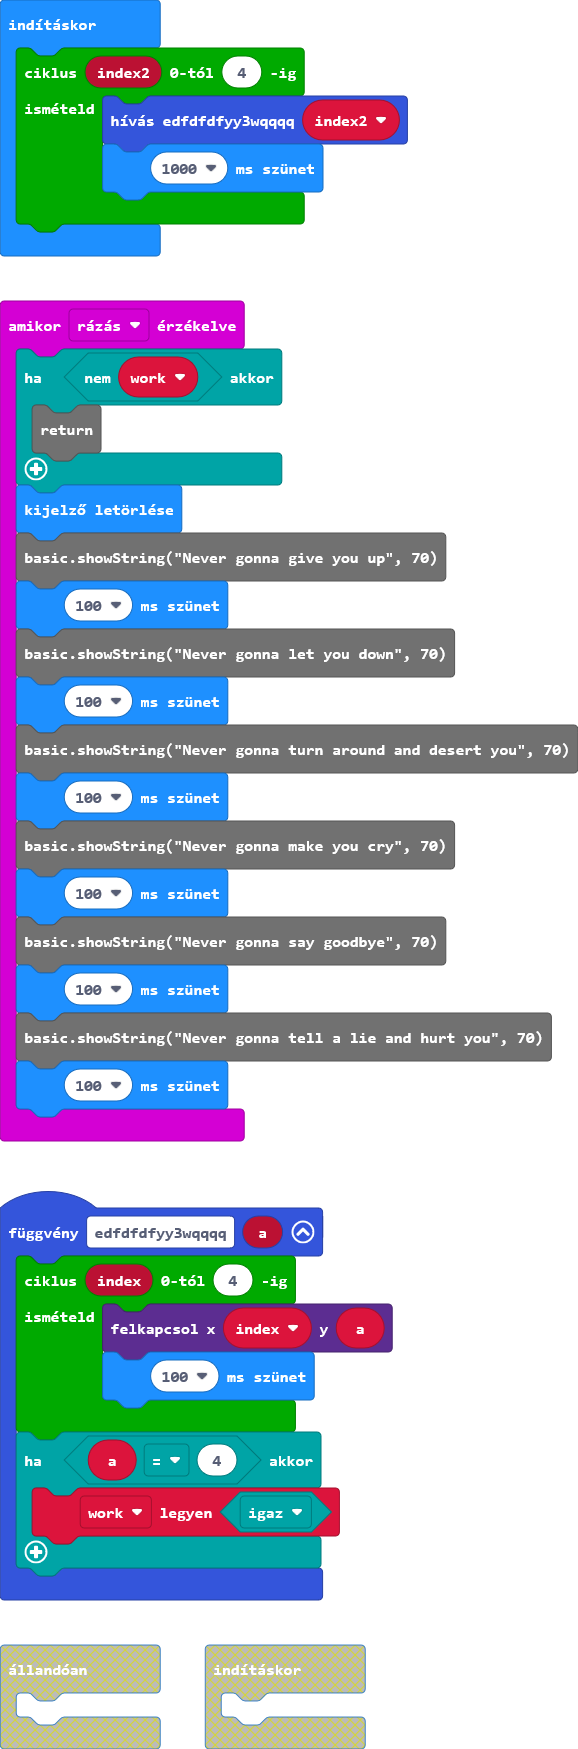 indításkor
ciklus index2 0-tól 4 -ig
ismételd
hívás edfdfdfyy3wqqqq index2
1000 ms szünet
amikor rázás érzékelve
ha nem work akkor
return
kijelző letörlése
basic.showString("Never gonna give you up", 70)
100 ms szünet
basic.showString("Never gonna let you down", 70)
100 ms szünet
basic.showString("Never gonna turn around and desert you", 70)
100 ms szünet
basic.showString("Never gonna make you cry", 70)
100 ms szünet
basic.showString("Never gonna say goodbye", 70)
100 ms szünet
basic.showString("Never gonna tell a lie and hurt you", 70)
100 ms szünet
függvény edfdfdfyy3wqqqq a
ciklus index 0-tól 4 -ig
ismételd
felkapcsol x index y a
100 ms szünet
ha a = 4 akkor
work legyen igaz
állandóan
indításkor